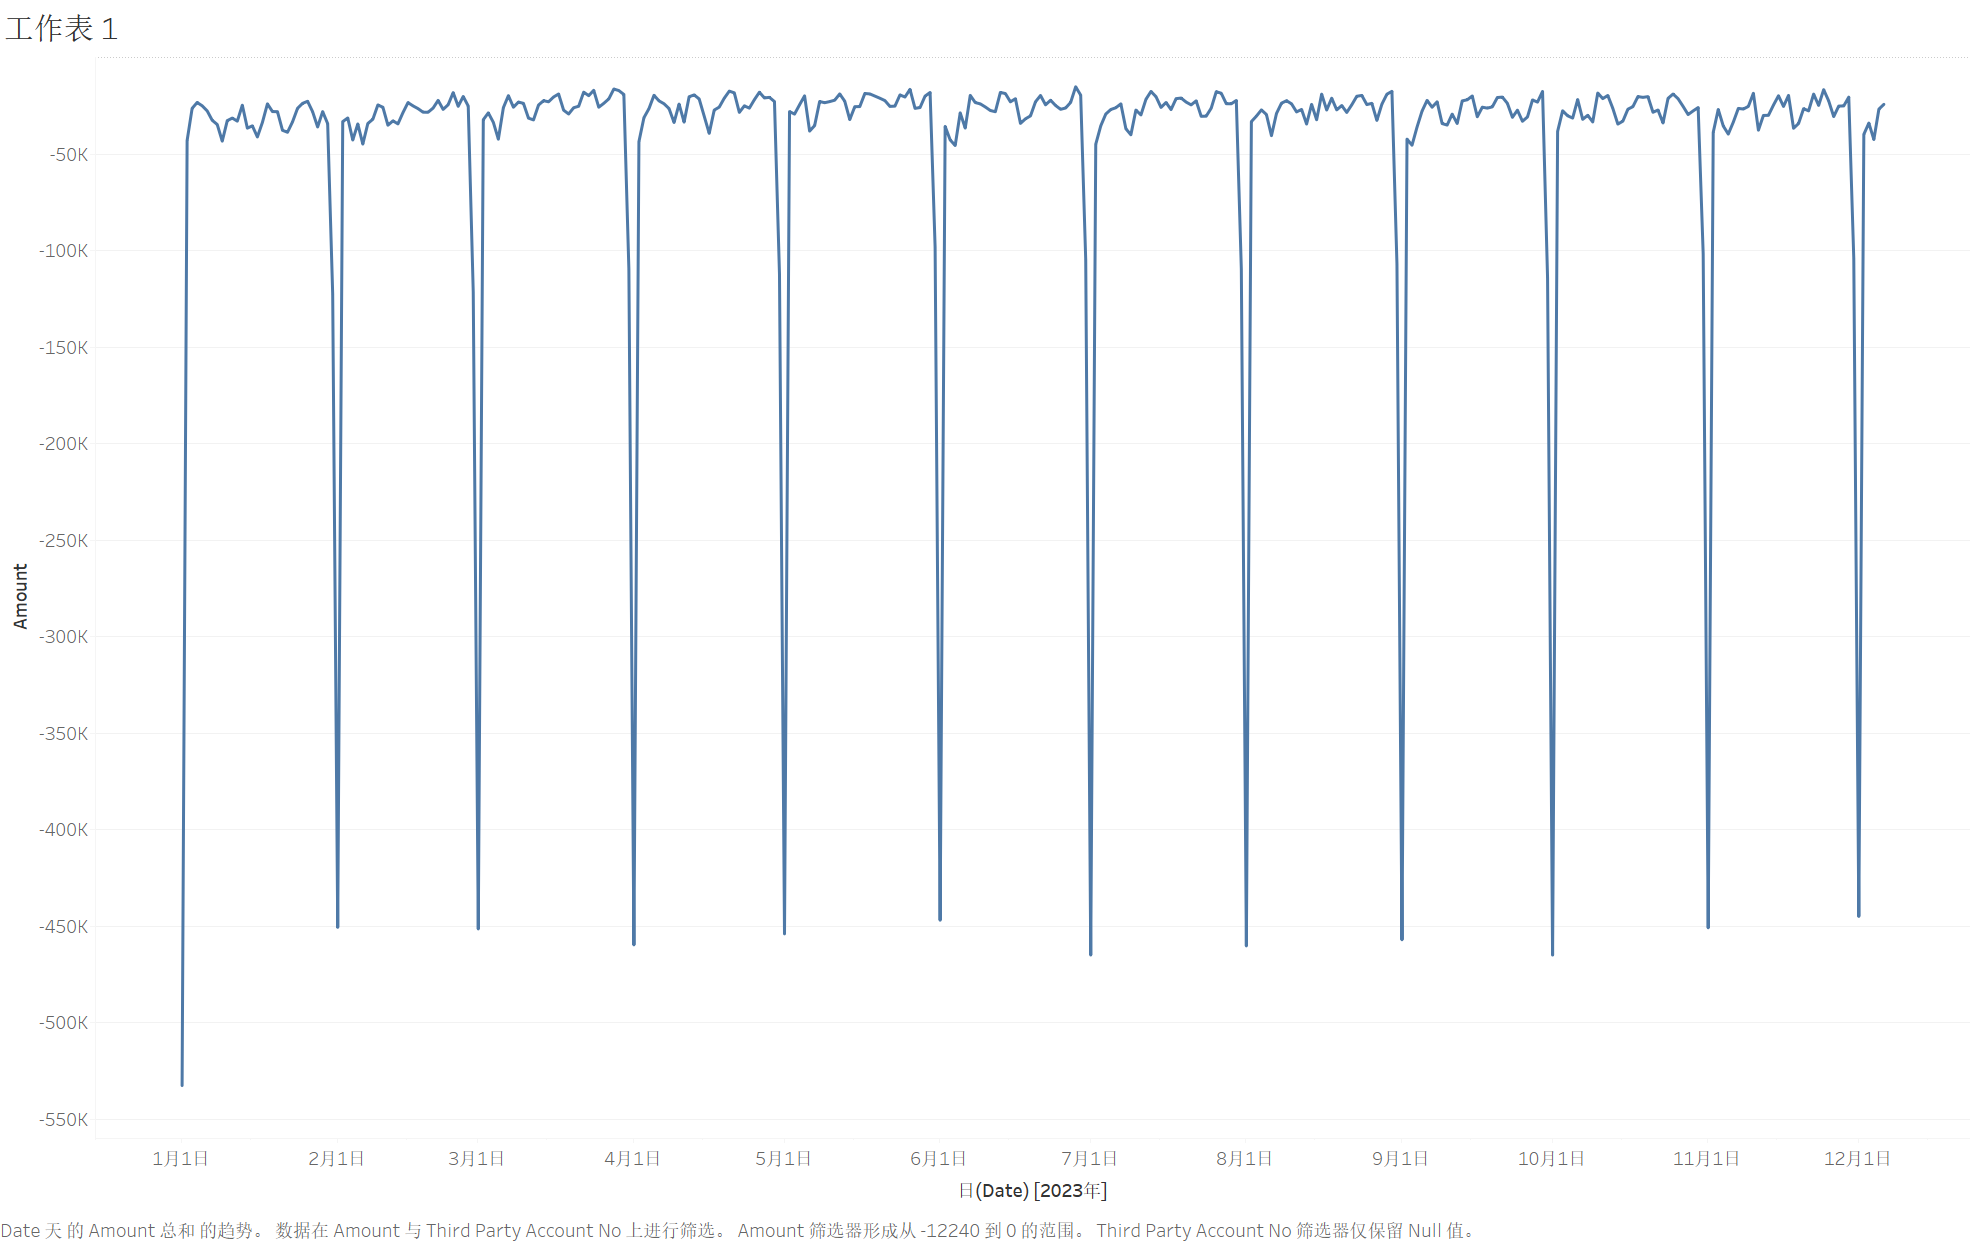 工作表 1
-50K
-100K
-150K
-200K
-250K
-300K
-350K
-400K
-450K
-500K
-550K
Amount
1月1日 2月1日 3月1日 4月1日 5月1日 6月1日 7月1日 8月1日 9月1日 10月1日 11月1日 12月1日
日(Date) [2023年]
Date 天 的 Amount 总和 的趋势。 数据在 Amount 与 Third Party Account No 上进行筛选。 Amount 筛选器形成从 -12240 到 0 的范围。 Third Party Account No 筛选器仅保留 Null 值。